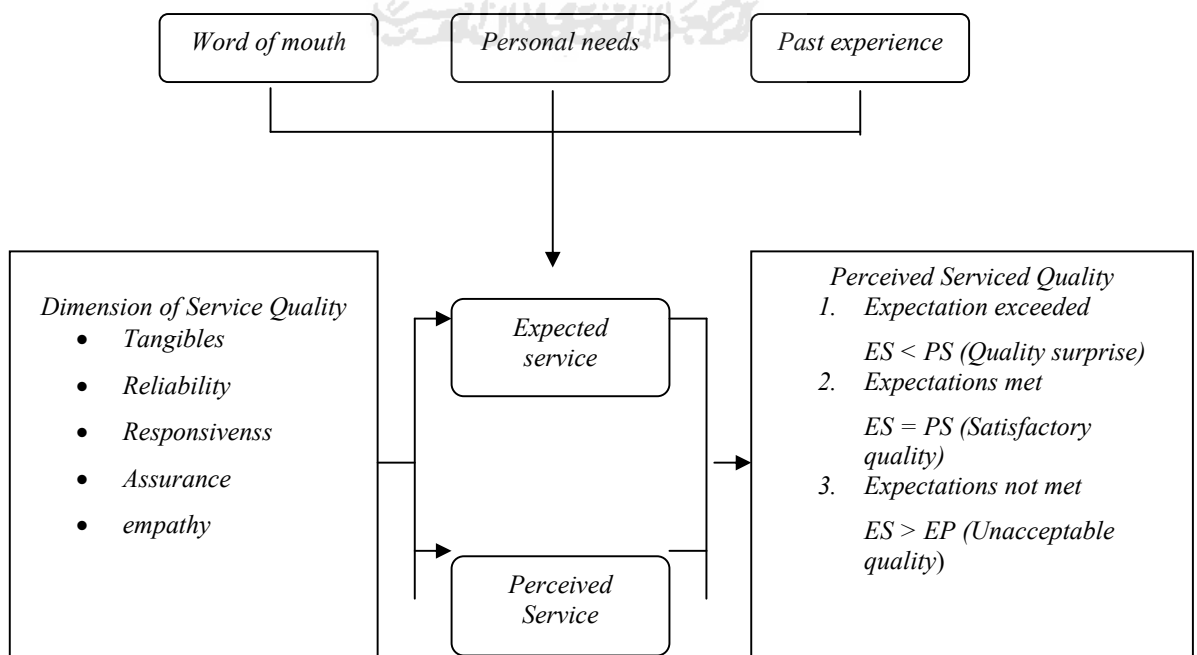 Word of mouth
Personal needs
Past experience
Dimension of Service Quality
• Tangibles
• Reliability
• Responsivenss
• Assurance
• empathy
Expected
service
Perceived
Service
Perceived Serviced Quality
1. Expectation exceeded
ES < PS (Quality surprise)
2. Expectations met
ES = PS (Satisfactory
quality)
3. Expectations not met
ES > EP (Unacceptable
quality)